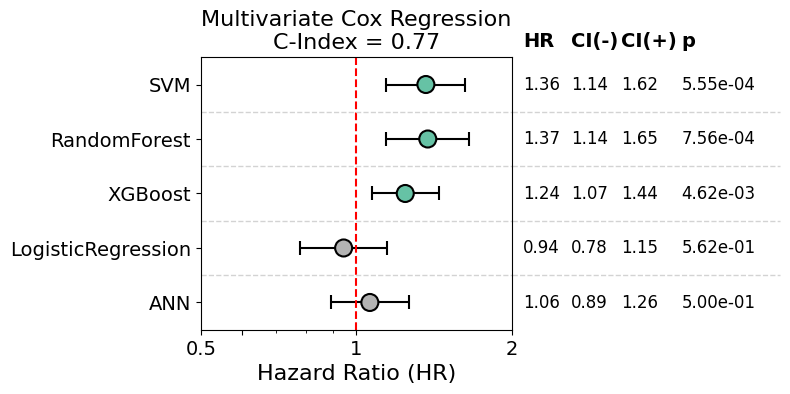 Multivariate Cox Regression
C-Index = 0.77
HR CI(-) CI(+) p
SVM 1.36 1.14 1.62 5.55e-04
RandomForest 1.37 1.14 1.65 7.56e-04
XGBoost 1.24 1.07 1.44 4.62e-03
LogisticRegression 0.94 0.78 1.15 5.62e-01
ANN 1.06 0.89 1.26 5.00e-01
0.5 1 2
Hazard Ratio (HR)